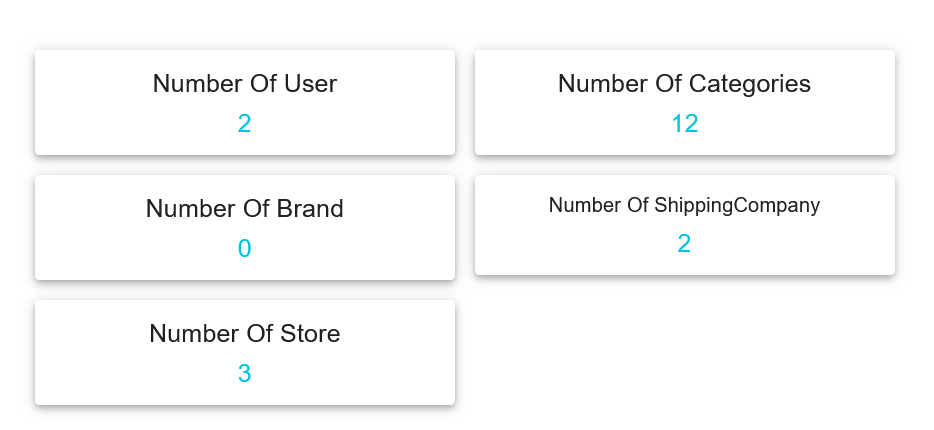 Number Of User
2
Number Of Categories
12
Number Of Brand
0
Number Of ShippingCompany
2
Number Of Store
3